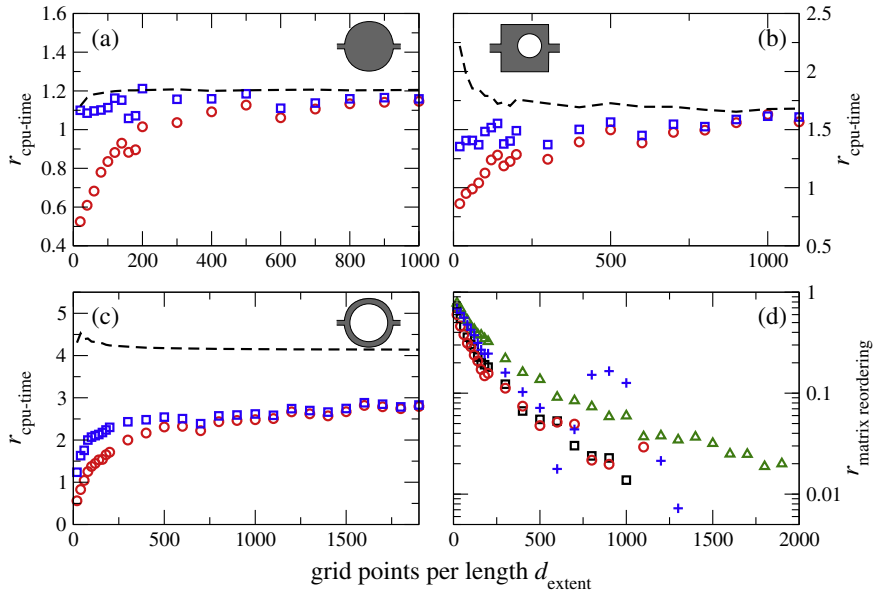 (a)
r_cpu-time
1.6
1.4
1.2
1
0.8
0.6
0.4
0 200 400 600 800 1000
(b)
r_cpu-time
2.5
2
1.5
1
0.5
0 500 1000
(c)
r_cpu-time
5
4
3
2
1
0
0 500 1000 1500
(d)
r_matrix reordering
1
0.1
0.01
0 500 1000 1500 2000
grid points per length d_extent